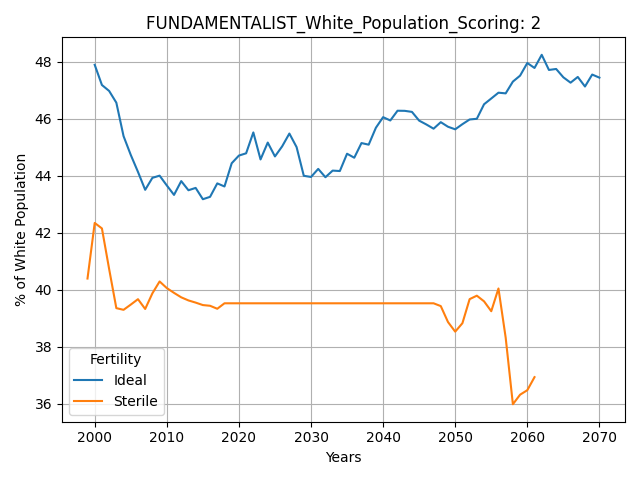 FUNDAMENTALIST_White_Population_Scoring: 2
% of White Population
48
46
44
42
40
38
36
Fertility
Ideal
Sterile
2000 2010 2020 2030 2040 2050 2060 2070
Years